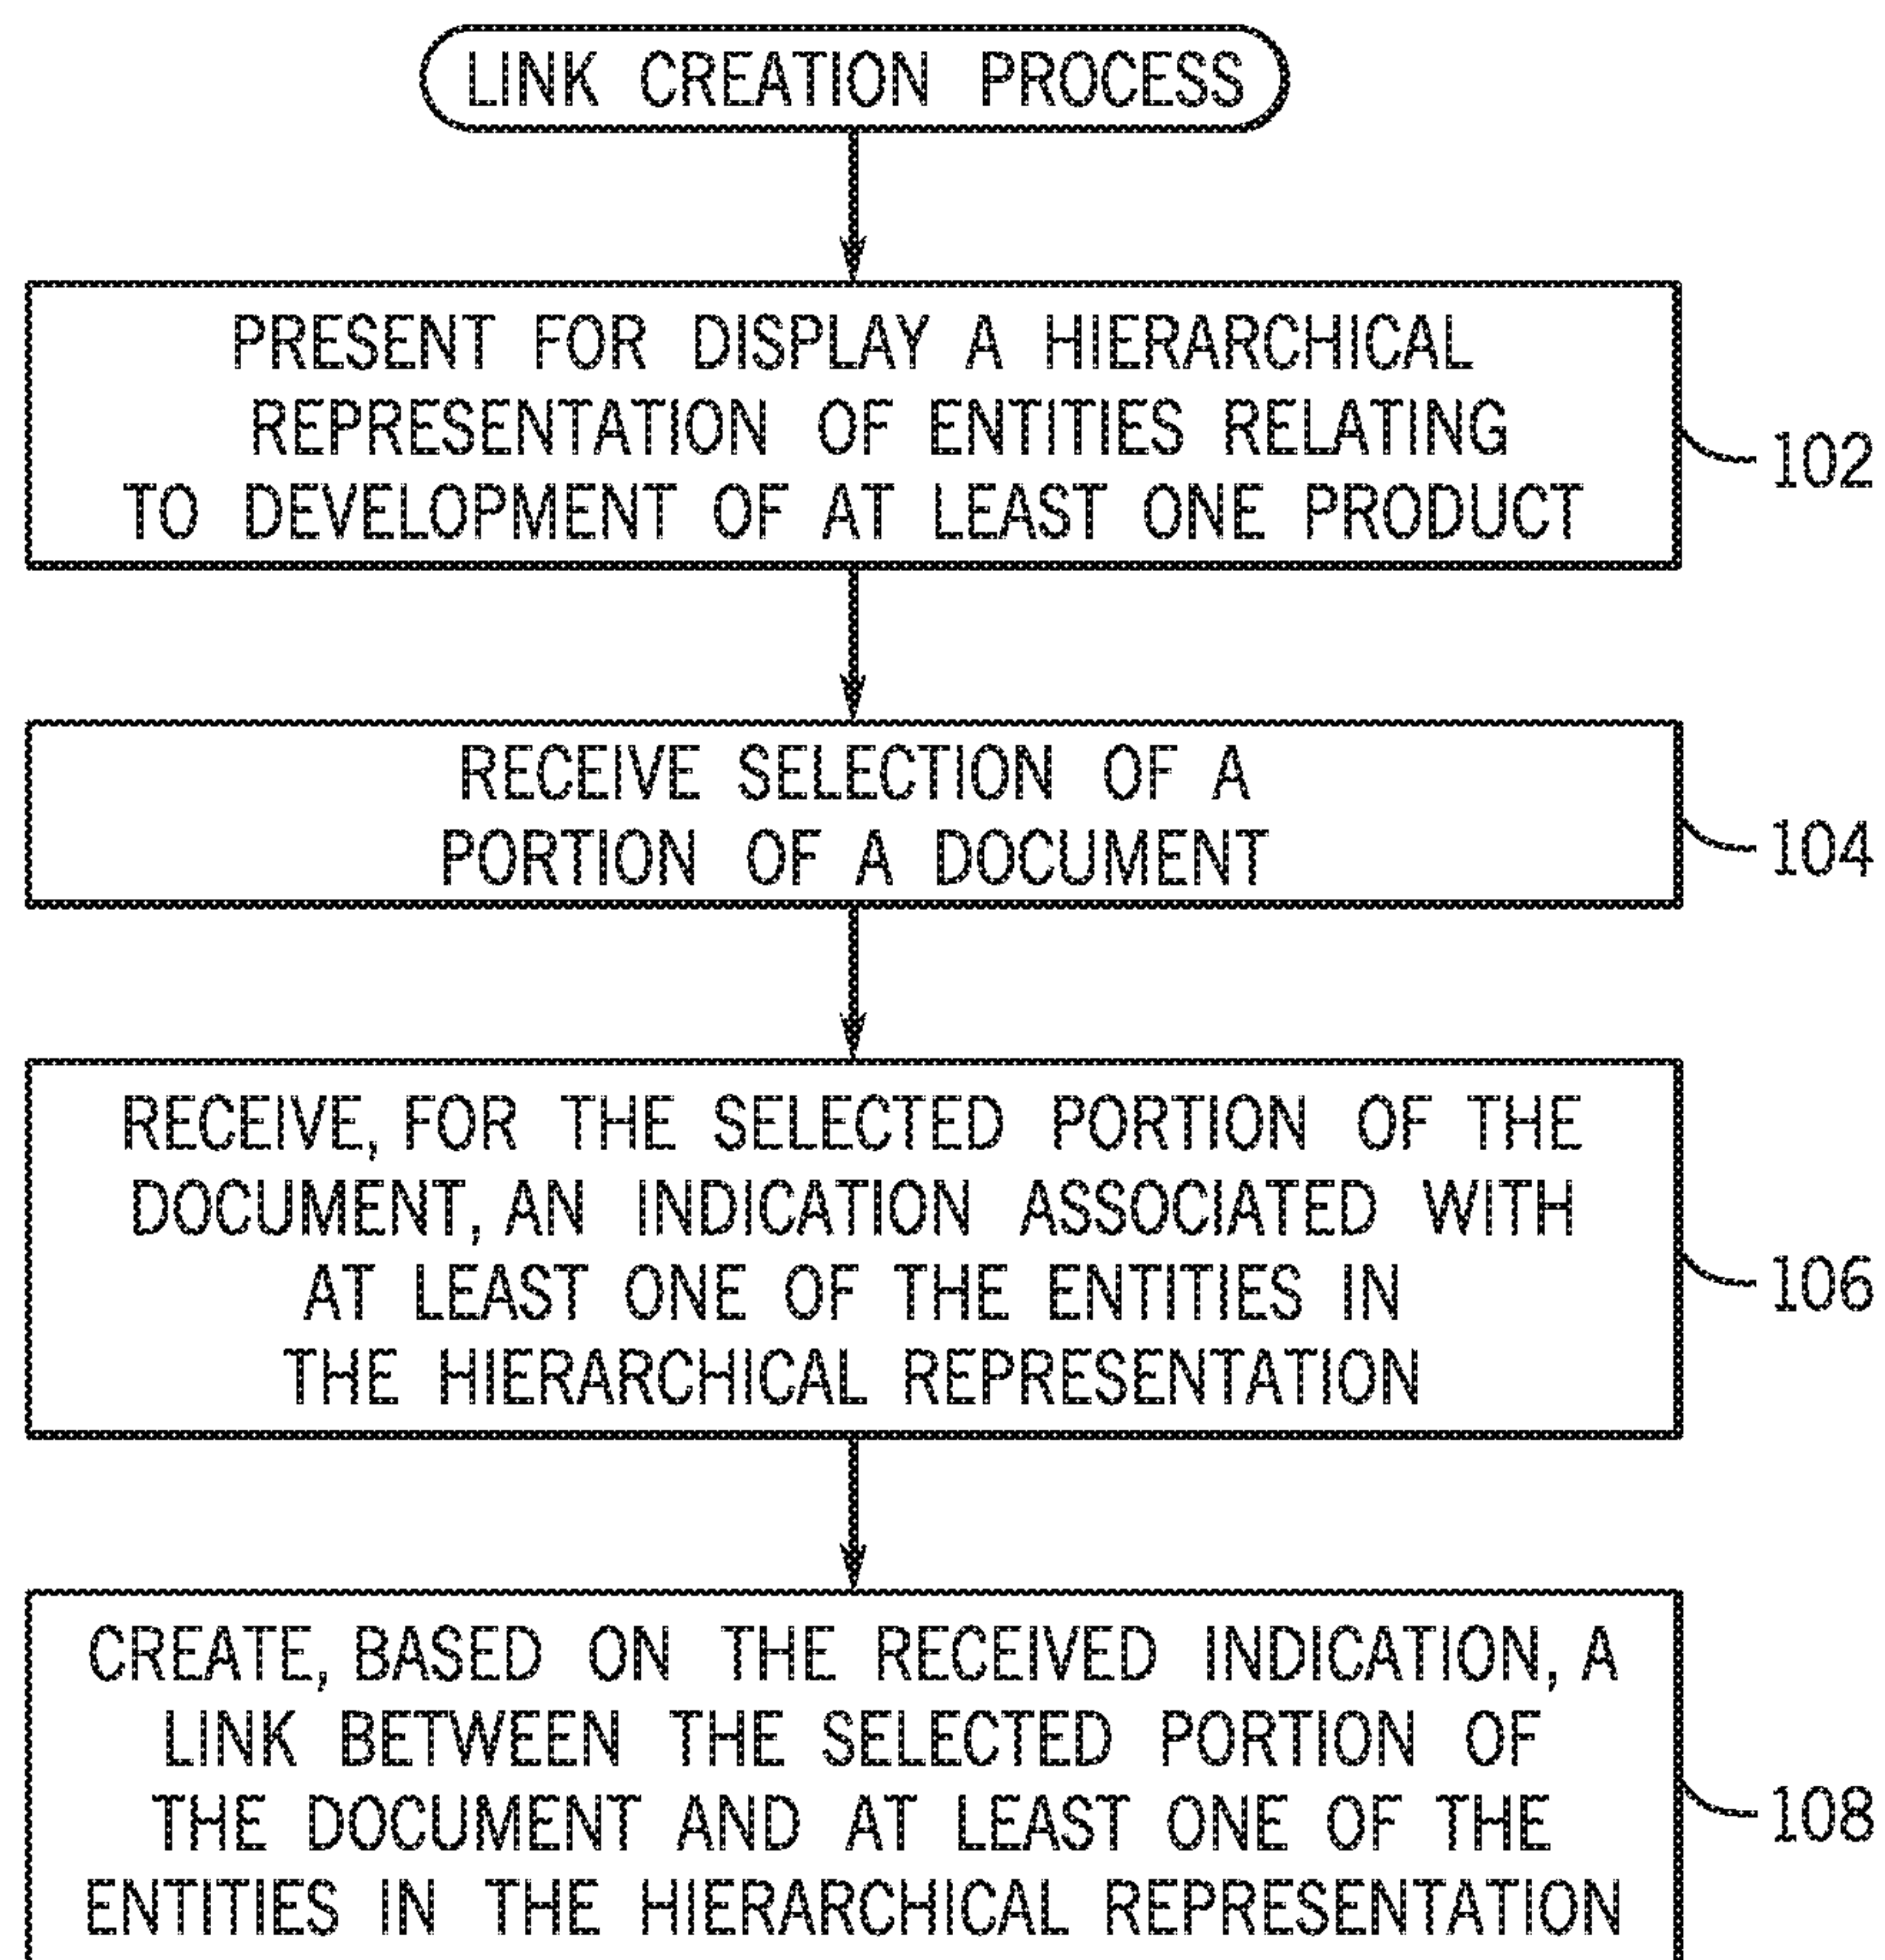 LINK CREATION PROCESS
PRESENT FOR DISPLAY A HIERARCHICAL
REPRESENTATION OF ENTITIES RELATING
TO DEVELOPMENT OF AT LEAST ONE PRODUCT
102
RECEIVE SELECTION OF A
PORTION OF A DOCUMENT
104
RECEIVE, FOR THE SELECTED PORTION OF THE
DOCUMENT, AN INDICATION ASSOCIATED WITH
AT LEAST ONE OF THE ENTITIES IN
THE HIERARCHICAL REPRESENTATION
106
CREATE, BASED ON THE RECEIVED INDICATION, A
LINK BETWEEN THE SELECTED PORTION OF
THE DOCUMENT AND AT LEAST ONE OF THE
ENTITIES IN THE HIERARCHICAL REPRESENTATION
108